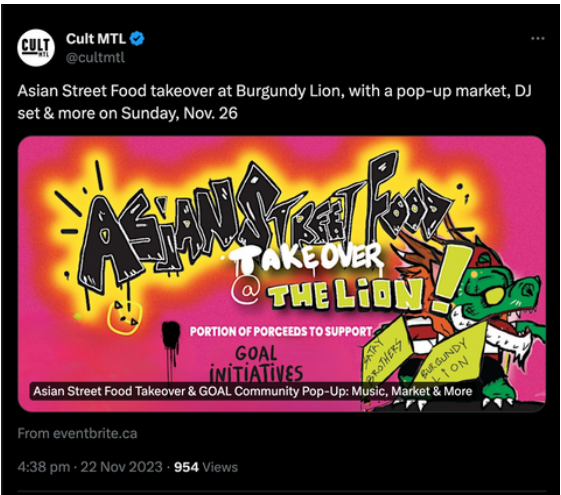 CULT
MTL
Cult MTL
@cultmtl
Asian Street Food takeover at Burgundy Lion, with a pop-up market, DJ
set & more on Sunday, Nov. 26
ASIAN STREET FOOD
TAKEOVER
@ THE LION!
PORTION OF PORCEEDS TO SUPPORT
GOAL
INITIATIVES
SATAY
BROTHERS
BURGUNDY
LION
Asian Street Food Takeover & GOAL Community Pop-Up: Music, Market & More
From eventbrite.ca
4:38 pm · 22 Nov 2023 · 954 Views